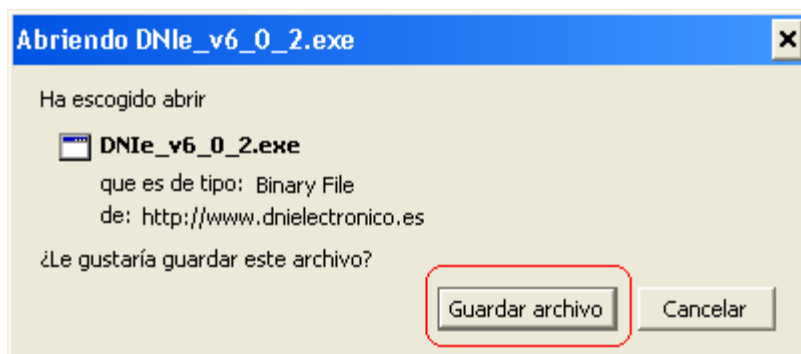 Abriendo DNIe_v6_0_2.exe
Ha escogido abrir
DNIe_v6_0_2.exe
que es de tipo: Binary File
de: http://www.dnielectronico.es
¿Le gustaría guardar este archivo?
Guardar archivo Cancelar